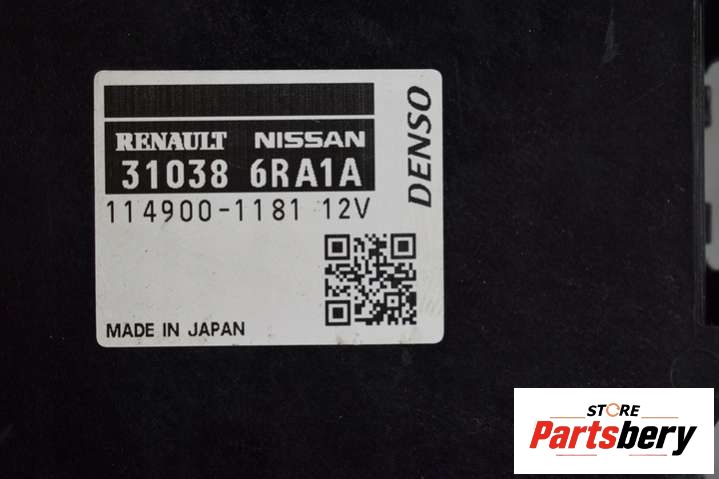 RENAULT NISSAN
31038 6RA1A
114900-1181 12V
DENSO
MADE IN JAPAN
STORE
Partsbery